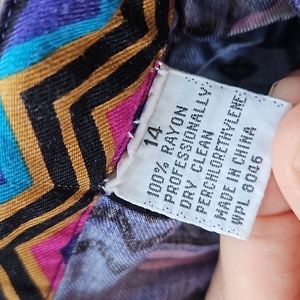 14
100% RAYON
PROFESSIONALLY
DRY CLEAN
PERCHLORETHYLENE
MADE IN CHINA
WPL 8046